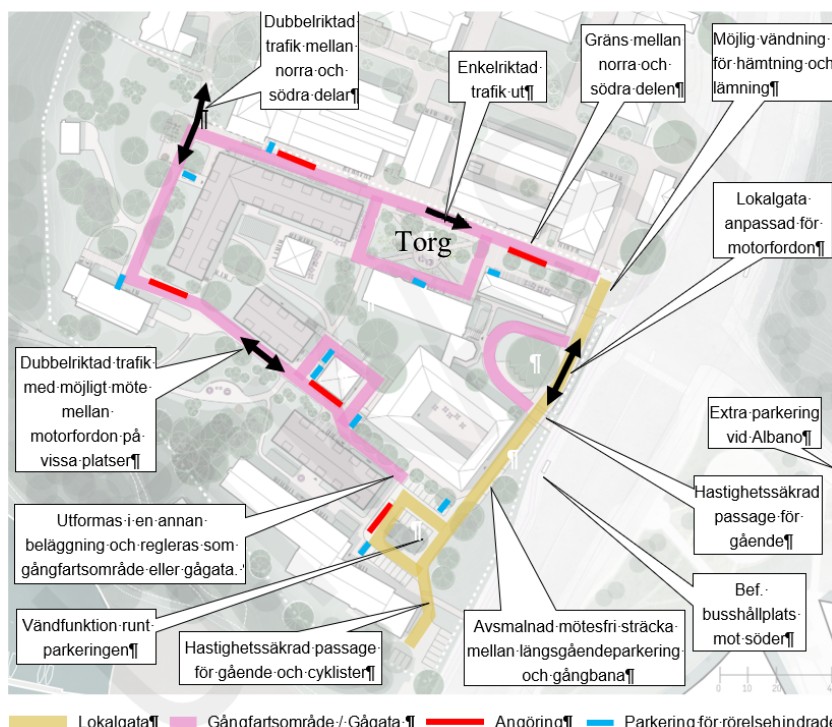 Dubbelriktad·
trafik·mellan·
norra·och·
södra·delar¶
¶
Enkelriktad·
trafik·ut¶
Gräns·mellan·
norra·och·
södra·delen¶
Möjlig·vändning·
för·hämtning·och·
lämning¶
Torg
Lokalgata·
anpassad·för·
motorfordon¶
¶
¶
¶
Dubbelriktad·trafik·
med·möjligt·möte·
mellan·
motorfordon·på·
vissa·platser¶
Extra·parkering·
vid·Albano¶
Hastighetssäkrad·
passage·för·
gående¶
Utformas·i·en·annan·
beläggning·och·regleras·som·
gångfartsområde·eller·gågata.·
¶
Bef.·
busshållplats·
mot·söder¶
Vändfunktion·runt·
parkeringen¶
Hastighetssäkrad·passage·
för·gående·och·cyklister¶
Avsmalnad·mötesfri·sträcka·
mellan·längsgåendeparkering·
och·gångbana¶
0 10 20
Lokalgata¶ Gångfartsområde·/·Gågata·¶ Angöring¶ Parkering·för·rörelsehindrade